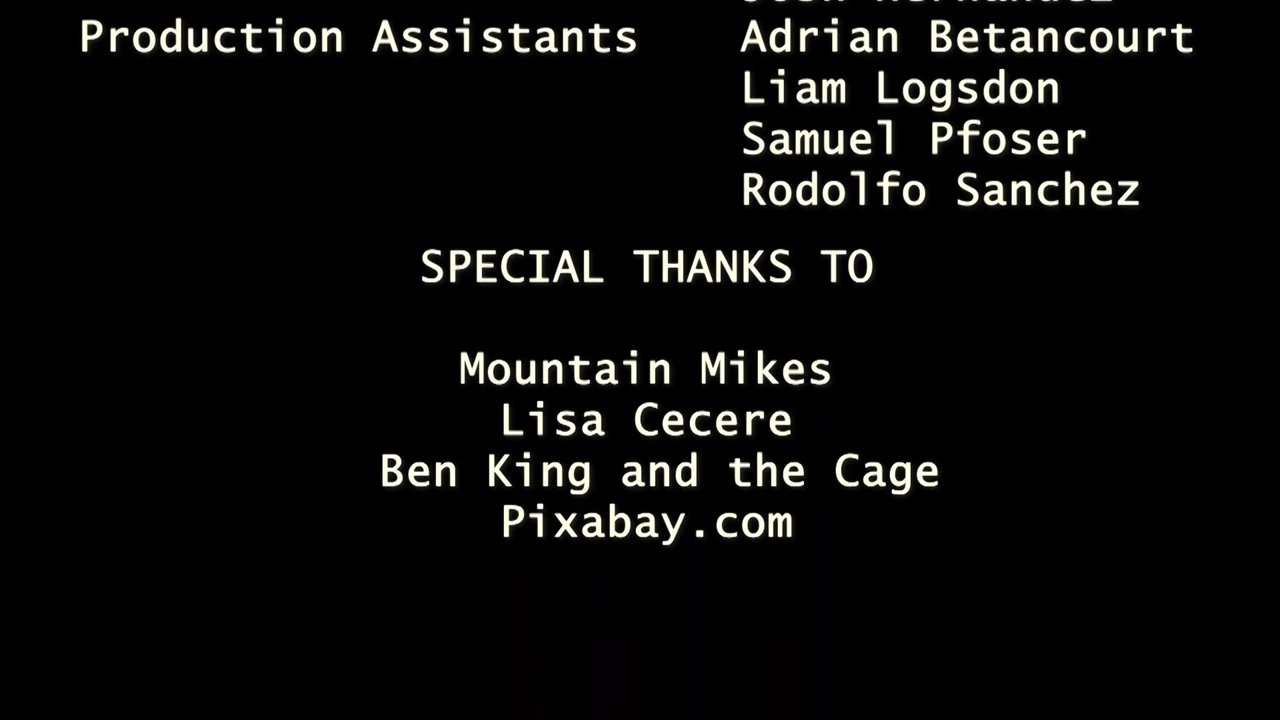 Production Assistants Adrian Betancourt
Liam Logsdon
Samuel Pfoser
Rodolfo Sanchez
SPECIAL THANKS TO
Mountain Mikes
Lisa Cecere
Ben King and the Cage
Pixabay.com